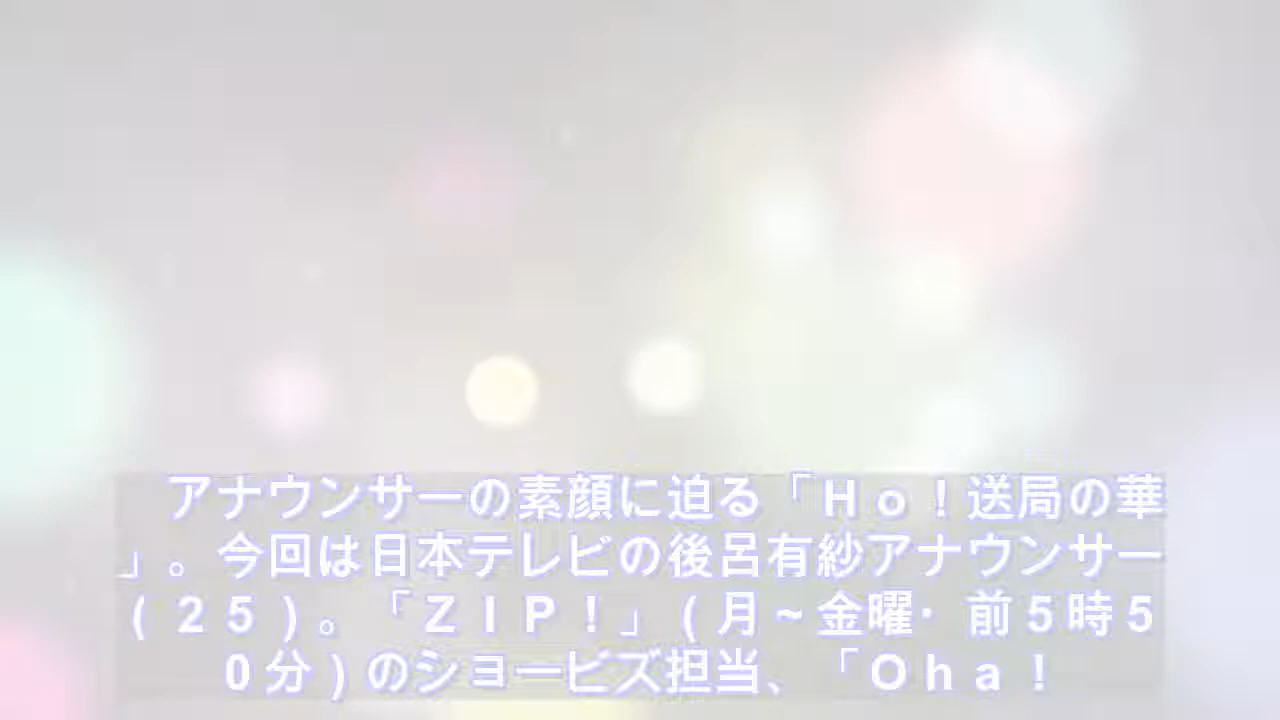 アナウンサーの素顔に迫る「Ｈｏ！送局の華
」。今回は日本テレビの後呂有紗アナウンサー
（２５）。「ＺＩＰ！」（月～金曜・前５時５
０分）のショービズ担当、「Ｏｈａ！